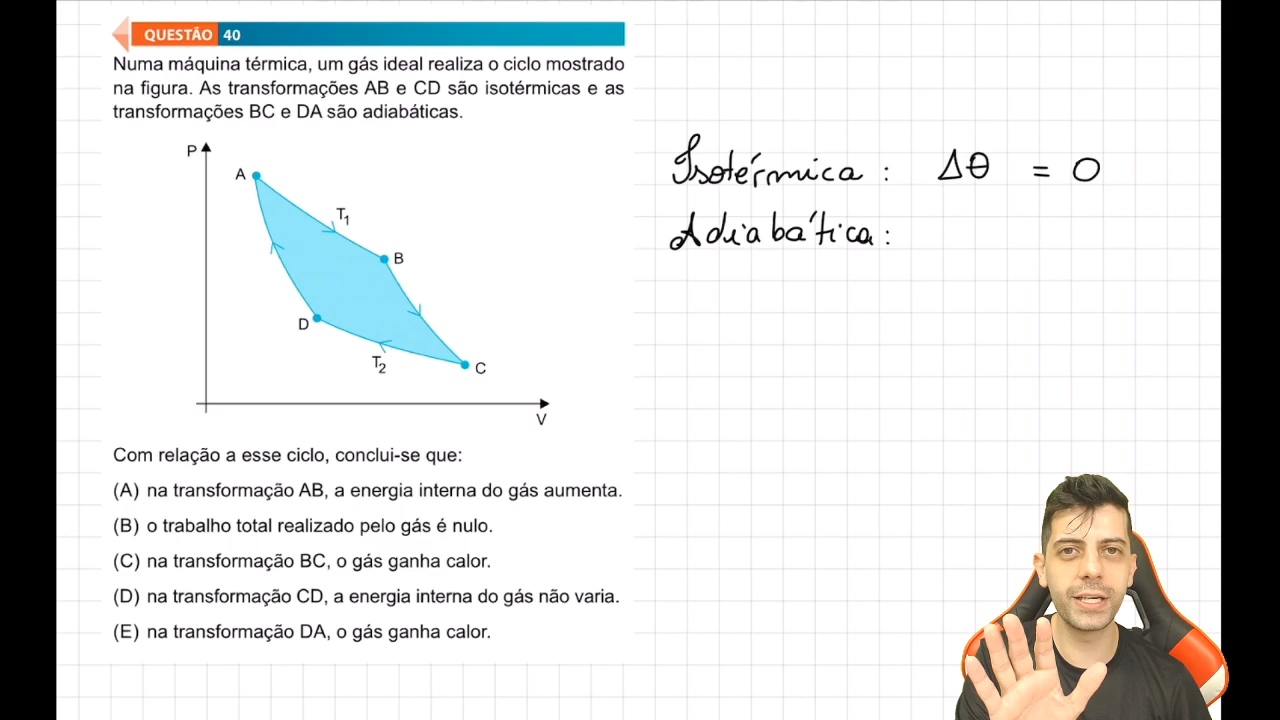 QUESTÃO 40
Numa máquina térmica, um gás ideal realiza o ciclo mostrado
na figura. As transformações AB e CD são isotérmicas e as
transformações BC e DA são adiabáticas.
P
A
T1
B
D
T2
C
V
Com relação a esse ciclo, conclui-se que:
(A) na transformação AB, a energia interna do gás aumenta.
(B) o trabalho total realizado pelo gás é nulo.
(C) na transformação BC, o gás ganha calor.
(D) na transformação CD, a energia interna do gás não varia.
(E) na transformação DA, o gás ganha calor.
Isotérmica: Δθ = 0
Adiabática: